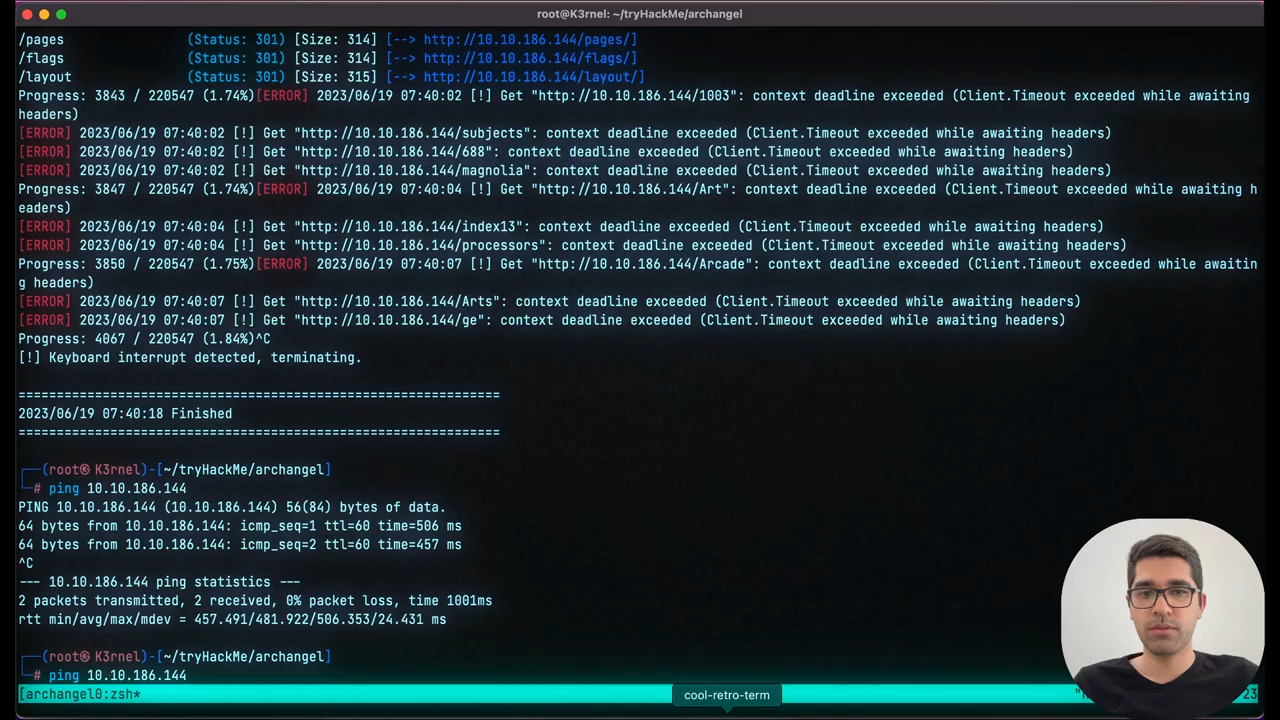 root@K3rnel: ~/tryHackMe/archangel
/pages (Status: 301) [Size: 314] [--> http://10.10.186.144/pages/]
/flags (Status: 301) [Size: 314] [--> http://10.10.186.144/flags/]
/layout (Status: 301) [Size: 315] [--> http://10.10.186.144/layout/]
Progress: 3843 / 220547 (1.74%)[ERROR] 2023/06/19 07:40:02 [!] Get "http://10.10.186.144/1003": context deadline exceeded (Client.Timeout exceeded while awaiting
headers)
[ERROR] 2023/06/19 07:40:02 [!] Get "http://10.10.186.144/subjects": context deadline exceeded (Client.Timeout exceeded while awaiting headers)
[ERROR] 2023/06/19 07:40:02 [!] Get "http://10.10.186.144/688": context deadline exceeded (Client.Timeout exceeded while awaiting headers)
[ERROR] 2023/06/19 07:40:02 [!] Get "http://10.10.186.144/magnolia": context deadline exceeded (Client.Timeout exceeded while awaiting headers)
Progress: 3847 / 220547 (1.74%)[ERROR] 2023/06/19 07:40:04 [!] Get "http://10.10.186.144/Art": context deadline exceeded (Client.Timeout exceeded while awaiting h
eaders)
[ERROR] 2023/06/19 07:40:04 [!] Get "http://10.10.186.144/index13": context deadline exceeded (Client.Timeout exceeded while awaiting headers)
[ERROR] 2023/06/19 07:40:04 [!] Get "http://10.10.186.144/processors": context deadline exceeded (Client.Timeout exceeded while awaiting headers)
Progress: 3850 / 220547 (1.75%)[ERROR] 2023/06/19 07:40:07 [!] Get "http://10.10.186.144/Arcade": context deadline exceeded (Client.Timeout exceeded while awaitin
g headers)
[ERROR] 2023/06/19 07:40:07 [!] Get "http://10.10.186.144/Arts": context deadline exceeded (Client.Timeout exceeded while awaiting headers)
[ERROR] 2023/06/19 07:40:07 [!] Get "http://10.10.186.144/ge": context deadline exceeded (Client.Timeout exceeded while awaiting headers)
Progress: 4067 / 220547 (1.84%)^C
[!] Keyboard interrupt detected, terminating.
===============================================================
2023/06/19 07:40:18 Finished
===============================================================
┌──(root㉿K3rnel)-[~/tryHackMe/archangel]
└─# ping 10.10.186.144
PING 10.10.186.144 (10.10.186.144) 56(84) bytes of data.
64 bytes from 10.10.186.144: icmp_seq=1 ttl=60 time=506 ms
64 bytes from 10.10.186.144: icmp_seq=2 ttl=60 time=457 ms
^C
--- 10.10.186.144 ping statistics ---
2 packets transmitted, 2 received, 0% packet loss, time 1001ms
rtt min/avg/max/mdev = 457.491/481.922/506.353/24.431 ms
┌──(root㉿K3rnel)-[~/tryHackMe/archangel]
└─# ping 10.10.186.144
[archangel0:zsh* 23
cool-retro-term